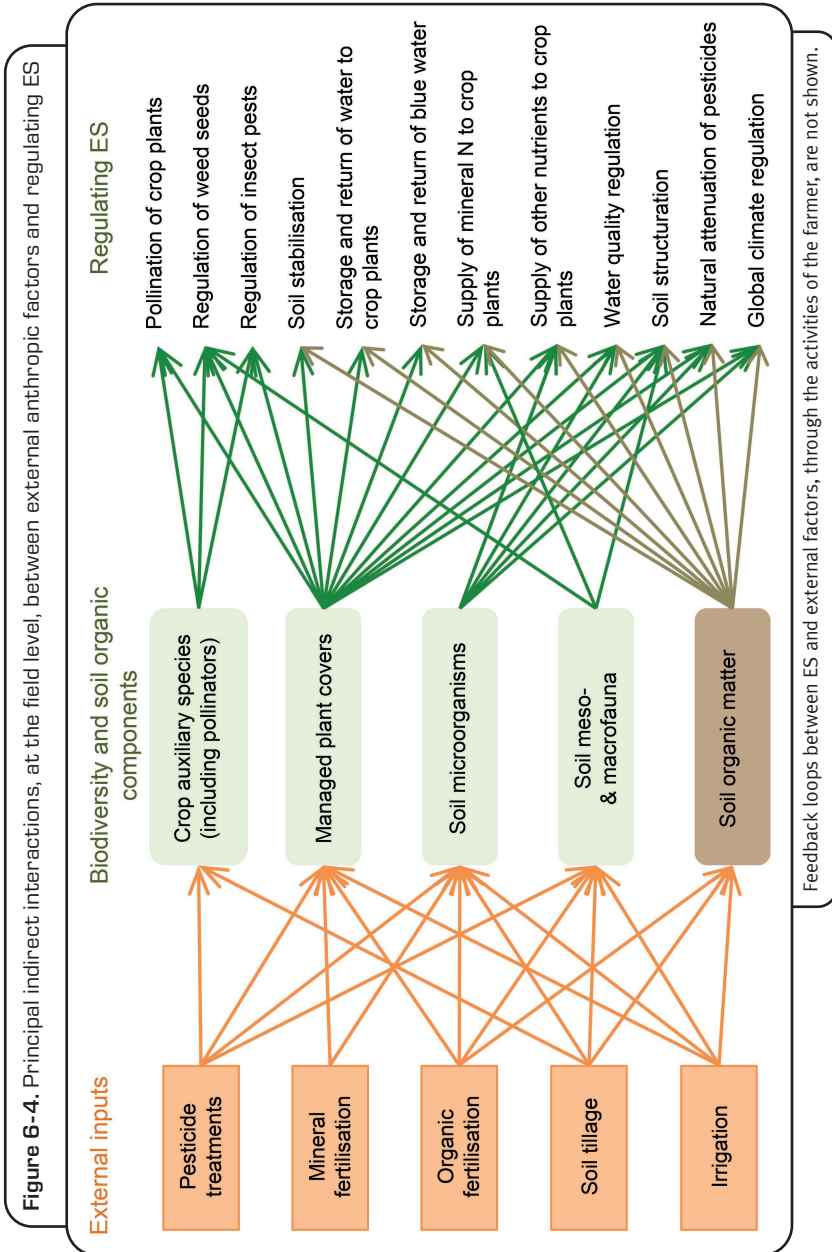 Figure 6-4. Principal indirect interactions, at the field level, between external anthropic factors and regulating ES
External inputs
Pesticide
treatments
Mineral
fertilisation
Organic
fertilisation
Soil tillage
Irrigation
Biodiversity and soil organic
components
Crop auxiliary species
(including pollinators)
Managed plant covers
Soil microorganisms
Soil meso-
& macrofauna
Soil organic matter
Regulating ES
Pollination of crop plants
Regulation of weed seeds
Regulation of insect pests
Soil stabilisation
Storage and return of water to
crop plants
Storage and return of blue water
Supply of mineral N to crop
plants
Supply of other nutrients to crop
plants
Water quality regulation
Soil structuration
Natural attenuation of pesticides
Global climate regulation
Feedback loops between ES and external factors, through the activities of the farmer, are not shown.